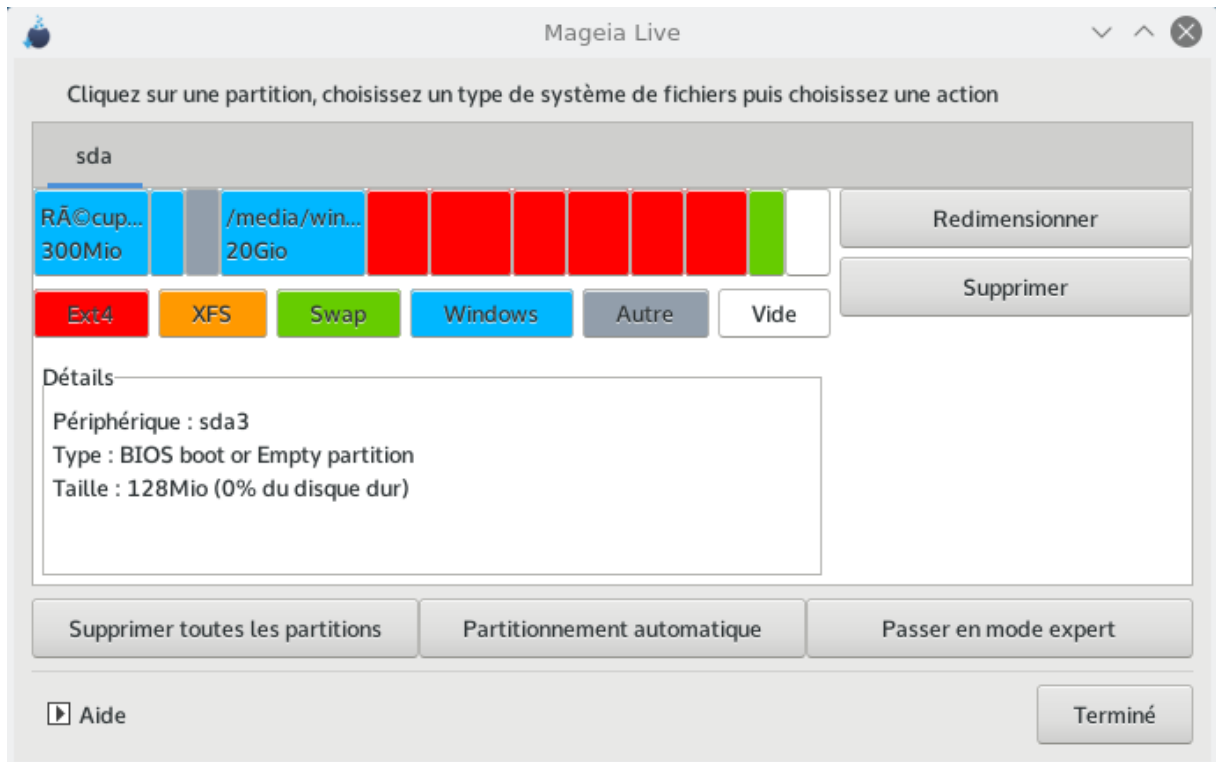 Mageia Live
Cliquez sur une partition, choisissez un type de système de fichiers puis choisissez une action
sda
RÃ©cup...
300Mio
/media/win...
20Gio
Redimensionner
Supprimer
Ext4
XFS
Swap
Windows
Autre
Vide
Détails
Périphérique : sda3
Type : BIOS boot or Empty partition
Taille : 128Mio (0% du disque dur)
Supprimer toutes les partitions
Partitionnement automatique
Passer en mode expert
Aide
Terminé